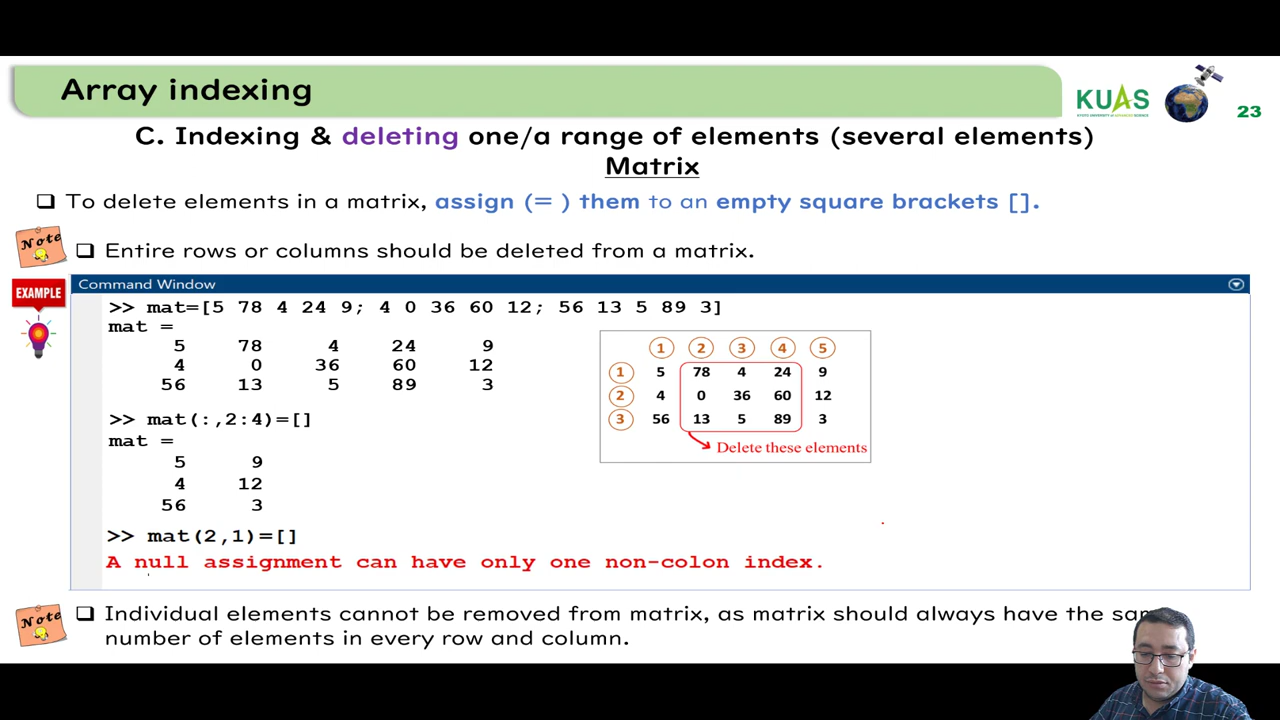 Array indexing
KUAS
KYOTO UNIVERSITY OF ADVANCED SCIENCE
23
C. Indexing & deleting one/a range of elements (several elements)
Matrix
To delete elements in a matrix, assign (= ) them to an empty square brackets [].
Note
Entire rows or columns should be deleted from a matrix.
EXAMPLE
Command Window
>> mat=[5 78 4 24 9; 4 0 36 60 12; 56 13 5 89 3]
mat =
5 78 4 24 9
4 0 36 60 12
56 13 5 89 3
>> mat(:,2:4)=[]
mat =
5 9
4 12
56 3
>> mat(2,1)=[]
A null assignment can have only one non-colon index.
1 2 3 4 5
1 5 78 4 24 9
2 4 0 36 60 12
3 56 13 5 89 3
Delete these elements
Note
Individual elements cannot be removed from matrix, as matrix should always have the
number of elements in every row and column.